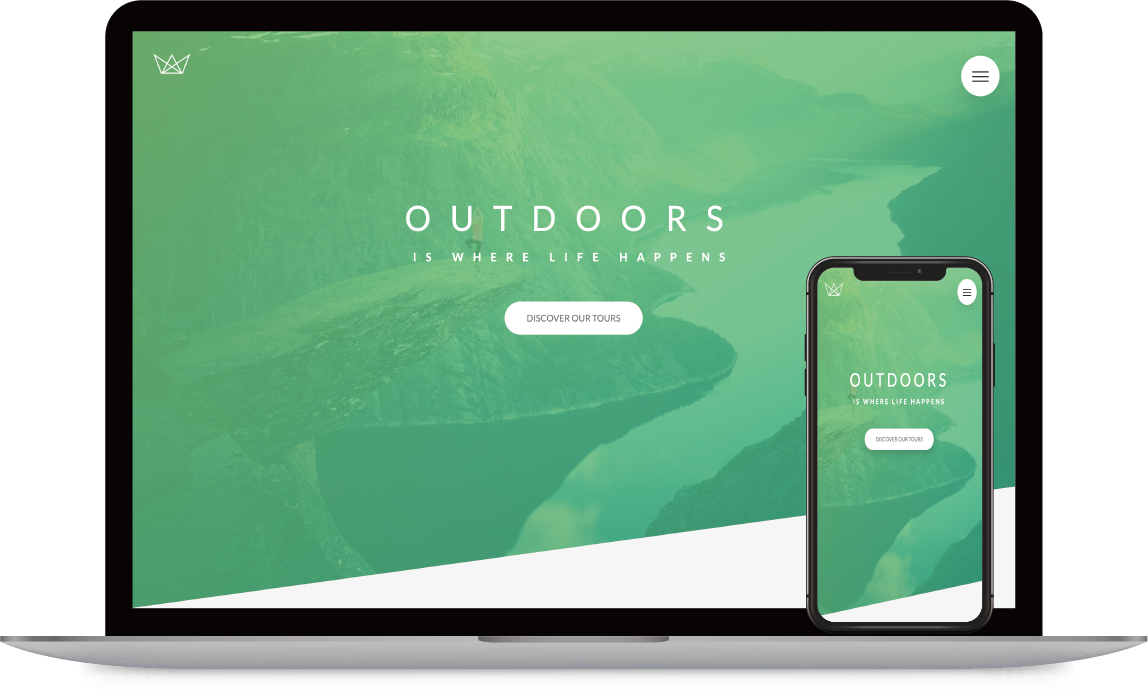 OUTDOORS
IS WHERE LIFE HAPPENS
DISCOVER OUR TOURS
OUTDOORS
IS WHERE LIFE HAPPENS
DISCOVER OUR TOURS